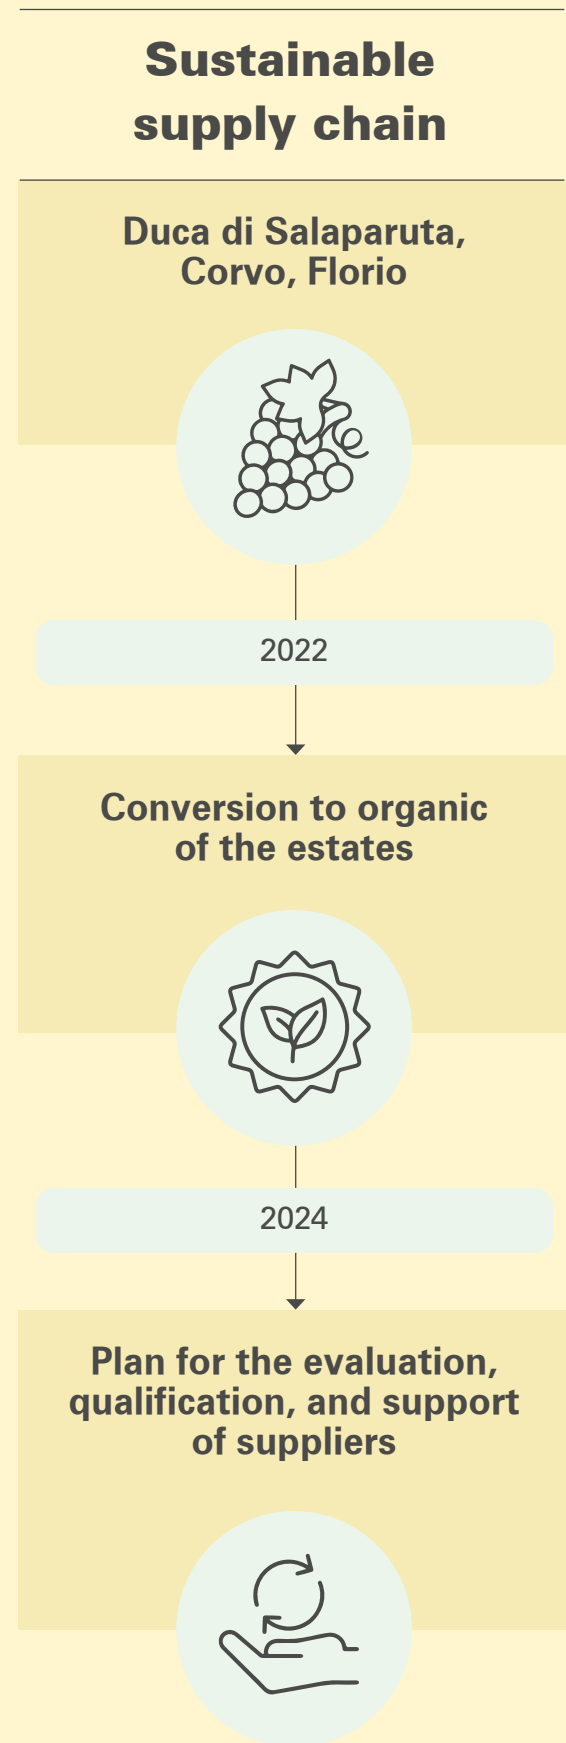 Sustainable
supply chain
Duca di Salaparuta,
Corvo, Florio
2022
Conversion to organic
of the estates
2024
Plan for the evaluation,
qualification, and support
of suppliers